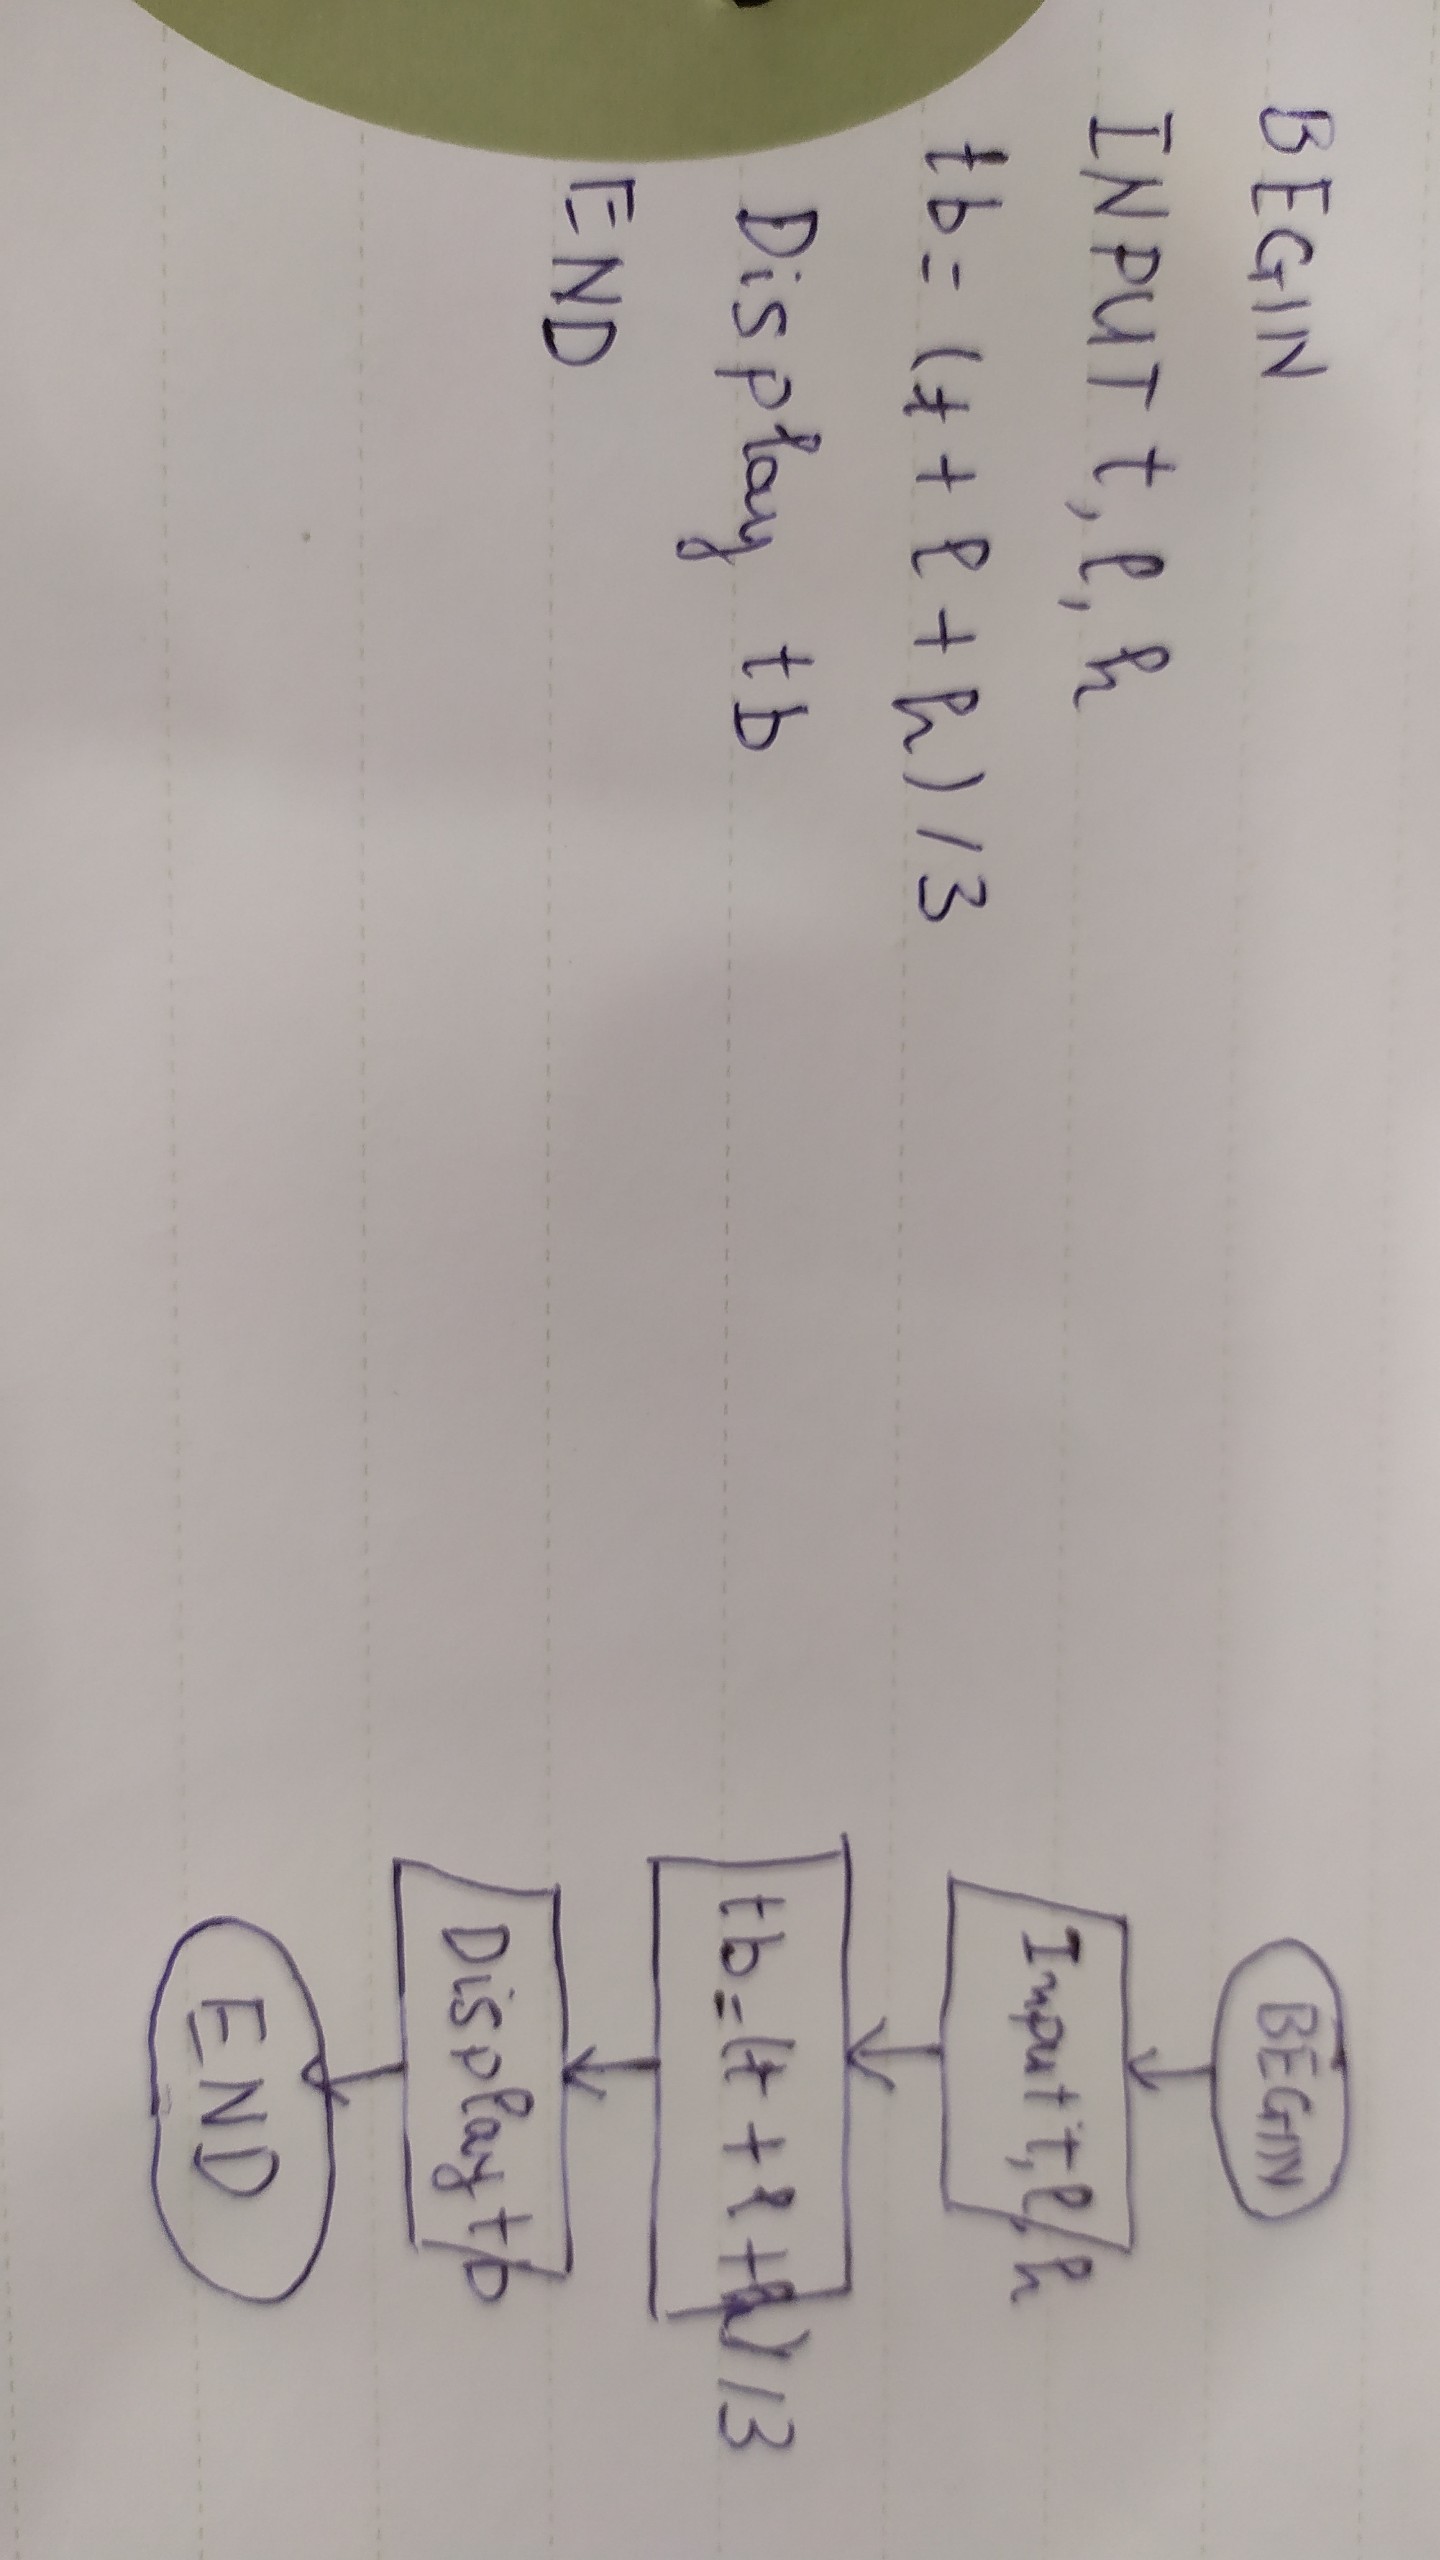 BEGIN
INPUT t, l, h
tb = (t + l + h) / 3
Display tb
END
BEGIN
Input t, l, h
tb = (t + l + h) / 3
Display tb
END